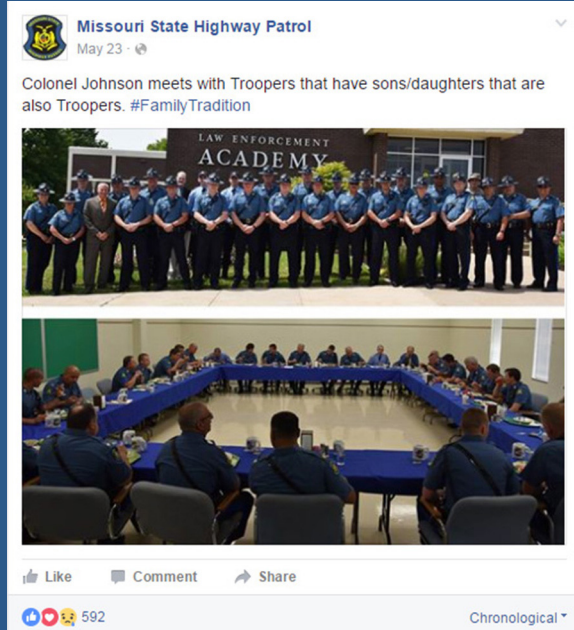 Missouri State Highway Patrol
May 23 ·
Colonel Johnson meets with Troopers that have sons/daughters that are
also Troopers. #FamilyTradition
LAW ENFORCEMENT
ACADEMY
Like Comment Share
592 Chronological